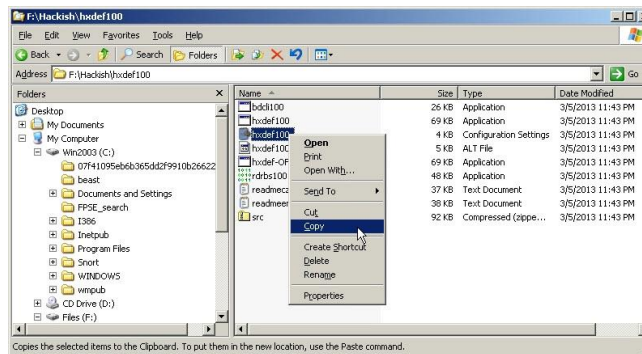 F:\Hackish\hxdef100
File Edit View Favorites Tools Help
Back Search Folders
Address F:\Hackish\hxdef100 Go
Folders
Name Size Type Date Modified
Desktop
My Documents
My Computer
Win2003 (C:)
07f41095eb6b365dd2f9910b26622
beast
Documents and Settings
FPSE_search
I386
Inetpub
Program Files
Snort
WINDOWS
wmpub
CD Drive (D:)
Files (F:)
bdcli100 26 KB Application 3/5/2013 11:43 PM
hxdef100 69 KB Application 3/5/2013 11:43 PM
hxdef100 4 KB Configuration Settings 3/5/2013 11:43 PM
hxdef100 5 KB ALT File 3/5/2013 11:43 PM
hxdef-OF 69 KB Application 3/5/2013 11:43 PM
rdrbs100 48 KB Application 3/5/2013 11:43 PM
readmecz 37 KB Text Document 3/5/2013 11:43 PM
readmeen 38 KB Text Document 3/5/2013 11:43 PM
src 92 KB Compressed (zippe... 3/5/2013 11:43 PM
Open
Print
Open With...
Send To
Cut
Copy
Create Shortcut
Delete
Rename
Properties
Copies the selected items to the Clipboard. To put them in the new location, use the Paste command.